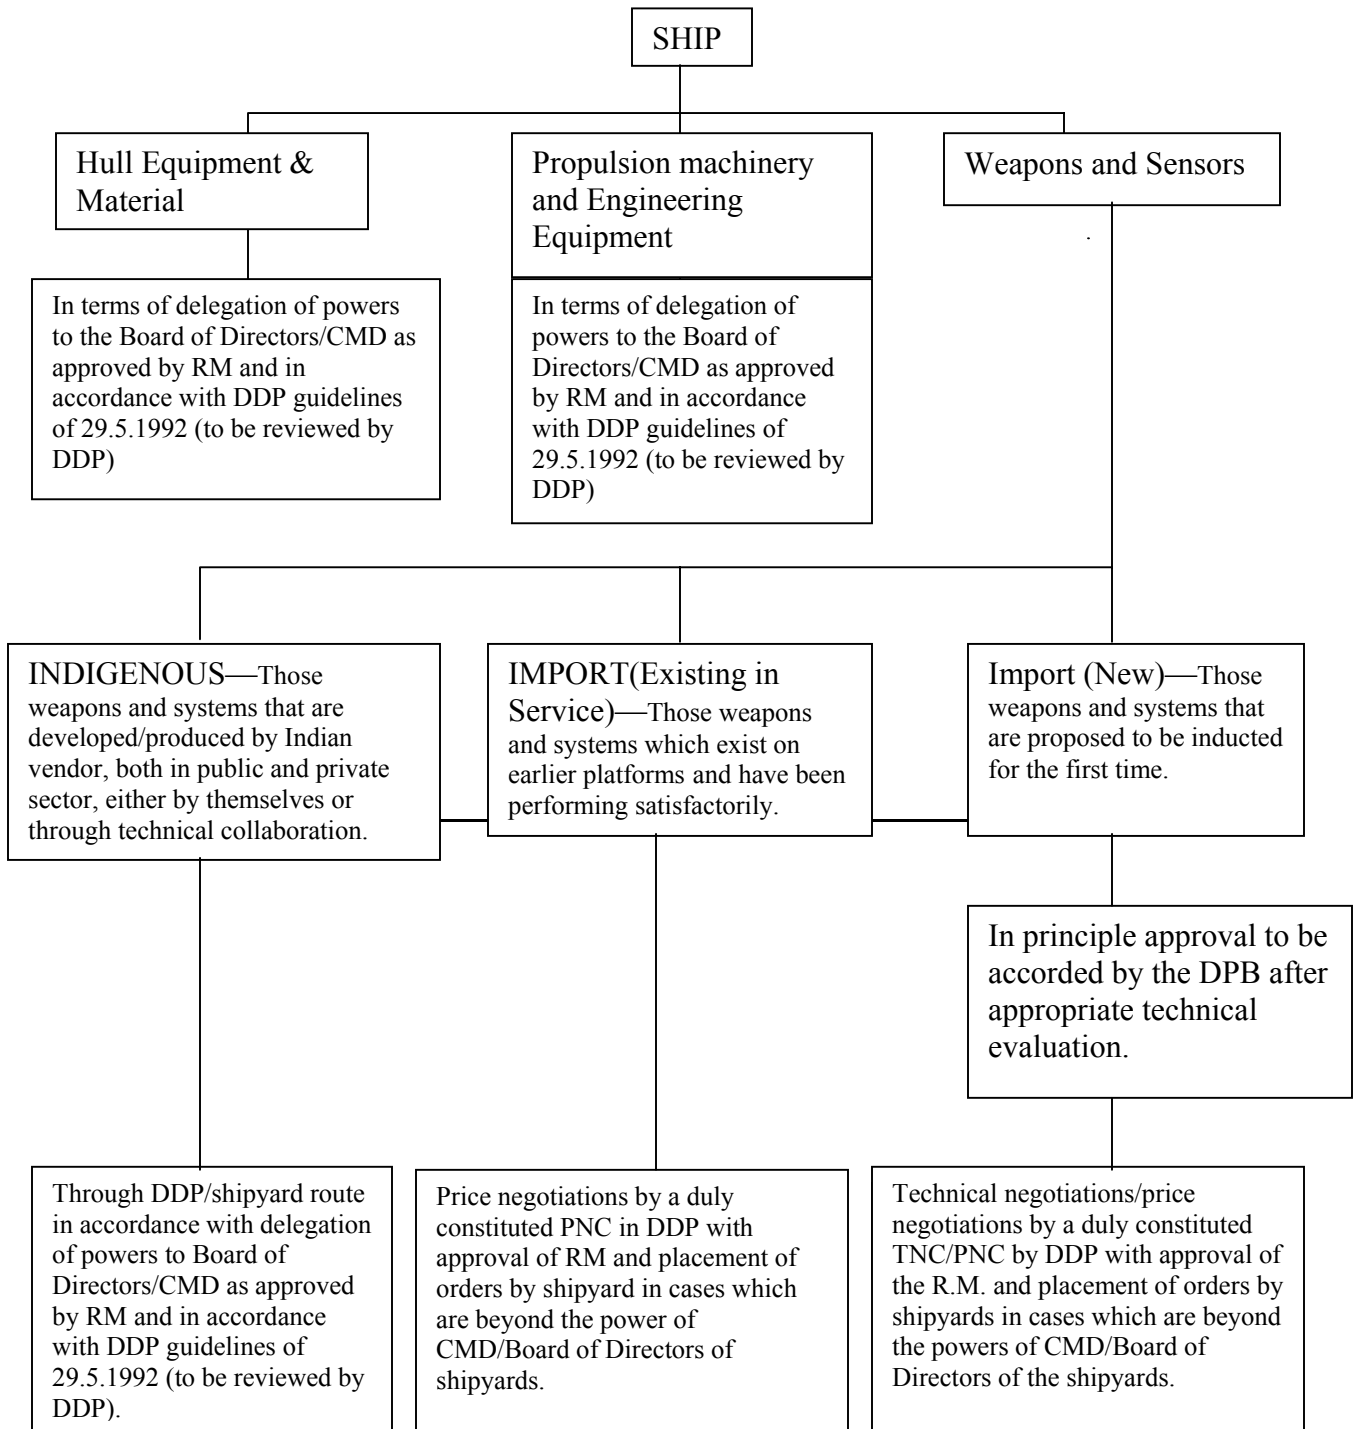 SHIP
Hull Equipment &
Material
Propulsion machinery
and Engineering
Equipment
Weapons and Sensors
.
In terms of delegation of powers
to the Board of Directors/CMD as
approved by RM and in
accordance with DDP guidelines
of 29.5.1992 (to be reviewed by
DDP)
In terms of delegation of
powers to the Board of
Directors/CMD as approved
by RM and in accordance
with DDP guidelines of
29.5.1992 (to be reviewed by
DDP)
INDIGENOUS—Those
weapons and systems that are
developed/produced by Indian
vendor, both in public and private
sector, either by themselves or
through technical collaboration.
IMPORT(Existing in
Service)—Those weapons
and systems which exist on
earlier platforms and have been
performing satisfactorily.
Import (New)—Those
weapons and systems that
are proposed to be inducted
for the first time.
In principle approval to be
accorded by the DPB after
appropriate technical
evaluation.
Through DDP/shipyard route
in accordance with delegation
of powers to Board of
Directors/CMD as approved
by RM and in accordance
with DDP guidelines of
29.5.1992 (to be reviewed by
DDP).
Price negotiations by a duly
constituted PNC in DDP with
approval of RM and placement of
orders by shipyard in cases which
are beyond the power of
CMD/Board of Directors of
shipyards.
Technical negotiations/price
negotiations by a duly constituted
TNC/PNC by DDP with approval of
the R.M. and placement of orders by
shipyards in cases which are beyond
the powers of CMD/Board of
Directors of the shipyards.